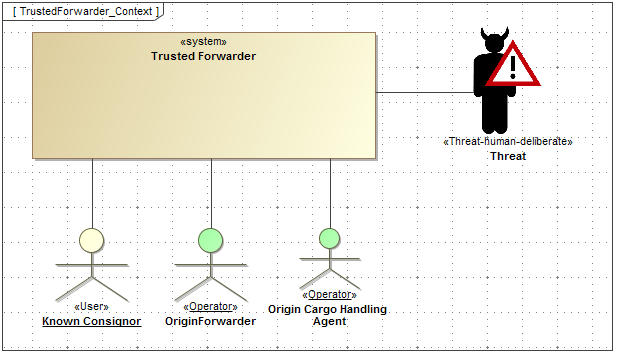 [ TrustedForwarder_Context ]
«system»
Trusted Forwarder
!
«Threat-human-deliberate»
Threat
«User»
Known Consignor
«Operator»
OriginForwarder
«Operator»
Origin Cargo Handling
Agent